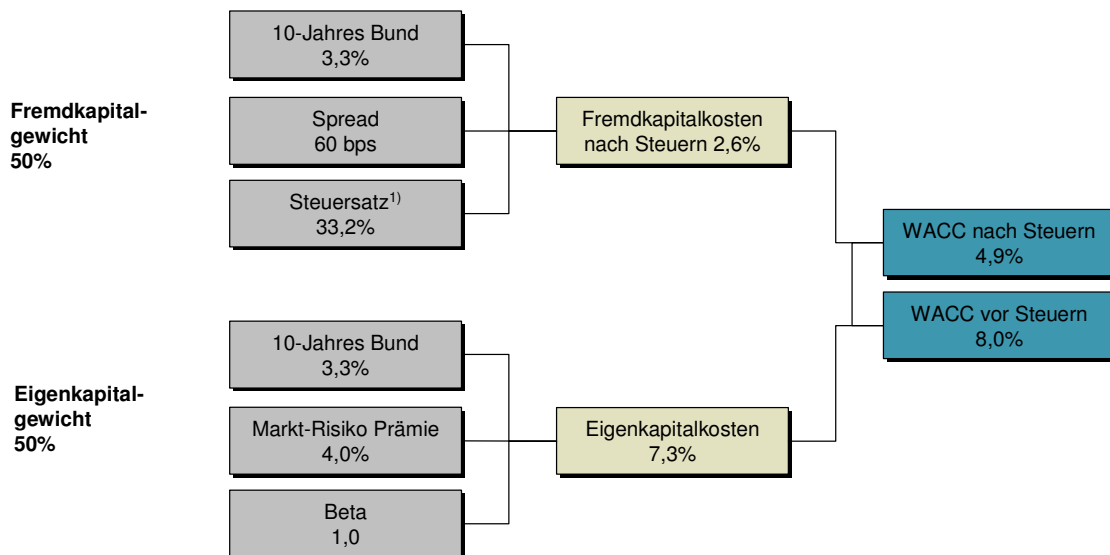 Fremdkapital-
gewicht
50%
10-Jahres Bund
3,3%
Spread
60 bps
Steuersatz1)
33,2%
Fremdkapitalkosten
nach Steuern 2,6%
WACC nach Steuern
4,9%
WACC vor Steuern
8,0%
Eigenkapital-
gewicht
50%
10-Jahres Bund
3,3%
Markt-Risiko Prämie
4,0%
Beta
1,0
Eigenkapitalkosten
7,3%